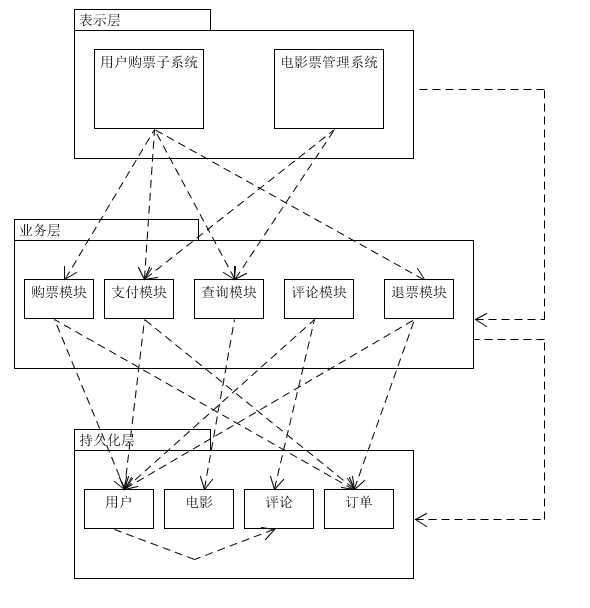 表示层
用户购票子系统
电影票管理系统
业务层
购票模块
支付模块
查询模块
评论模块
退票模块
持久化层
用户
电影
评论
订单